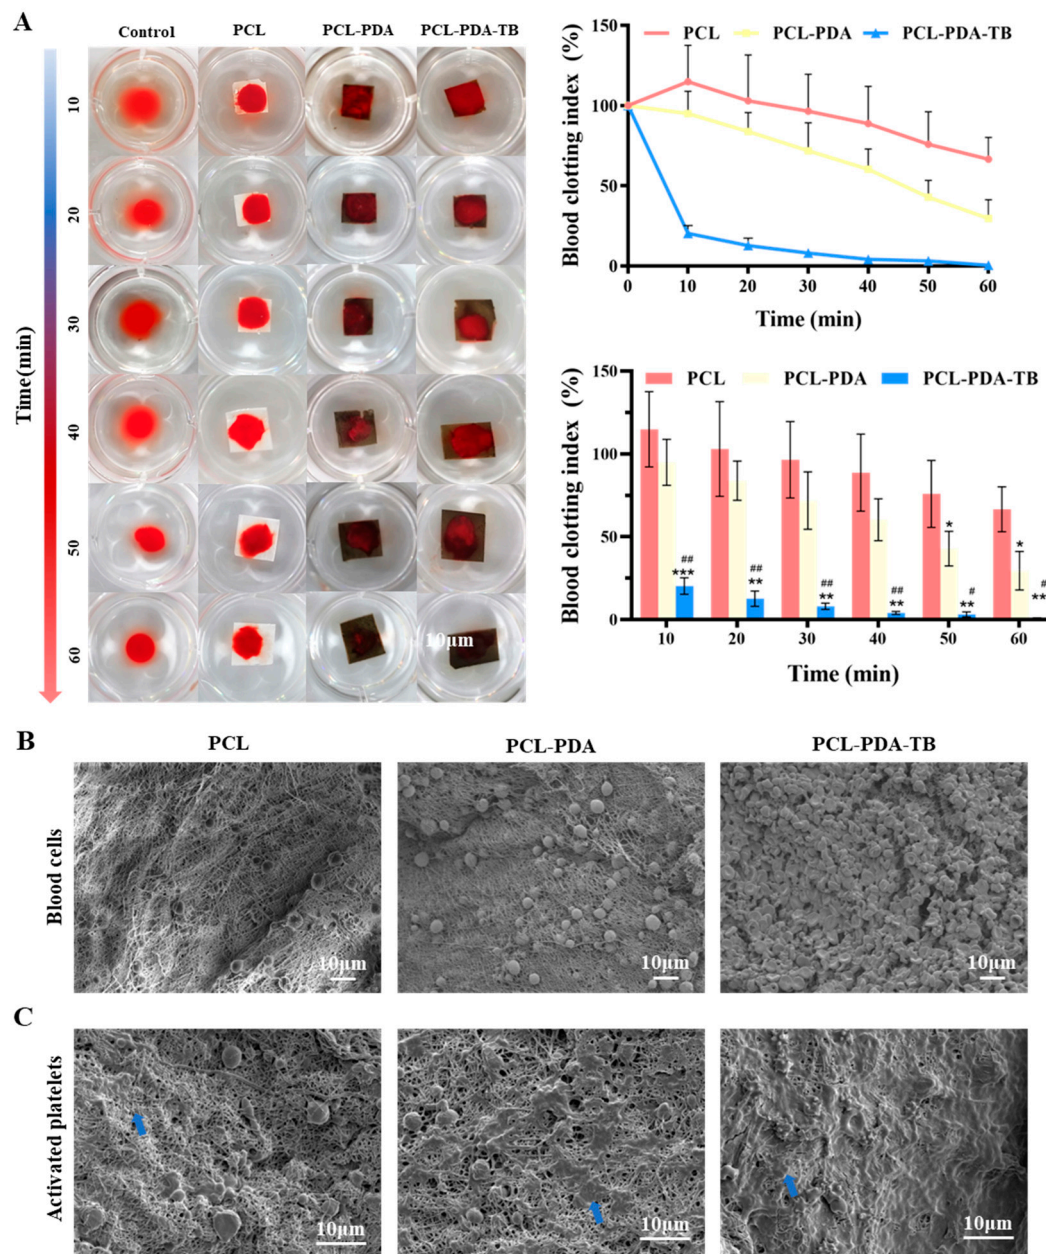 A
Control PCL PCL-PDA PCL-PDA-TB
Time(min)
10
20
30
40
50
60
10μm
PCL PCL-PDA PCL-PDA-TB
Blood clotting index (%)
150
100
50
0
0 10 20 30 40 50 60
Time (min)
PCL PCL-PDA PCL-PDA-TB
Blood clotting index (%)
150
100
50
0
## *** ## ** ## ** ## ** * # ** * # **
10 20 30 40 50 60
Time (min)
B
PCL PCL-PDA PCL-PDA-TB
Blood cells
10μm 10μm 10μm
C
Activated platelets
10μm 10μm 10μm